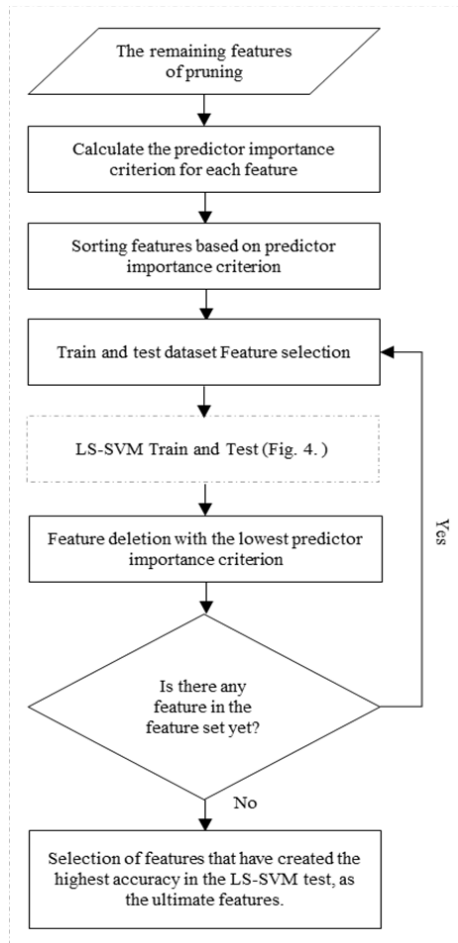 The remaining features
of pruning
Calculate the predictor importance
criterion for each feature
Sorting features based on predictor
importance criterion
Train and test dataset Feature selection
LS-SVM Train and Test (Fig. 4. )
Feature deletion with the lowest predictor
importance criterion
Yes
Is there any
feature in the
feature set yet?
No
Selection of features that have created the
highest accuracy in the LS-SVM test, as
the ultimate features.